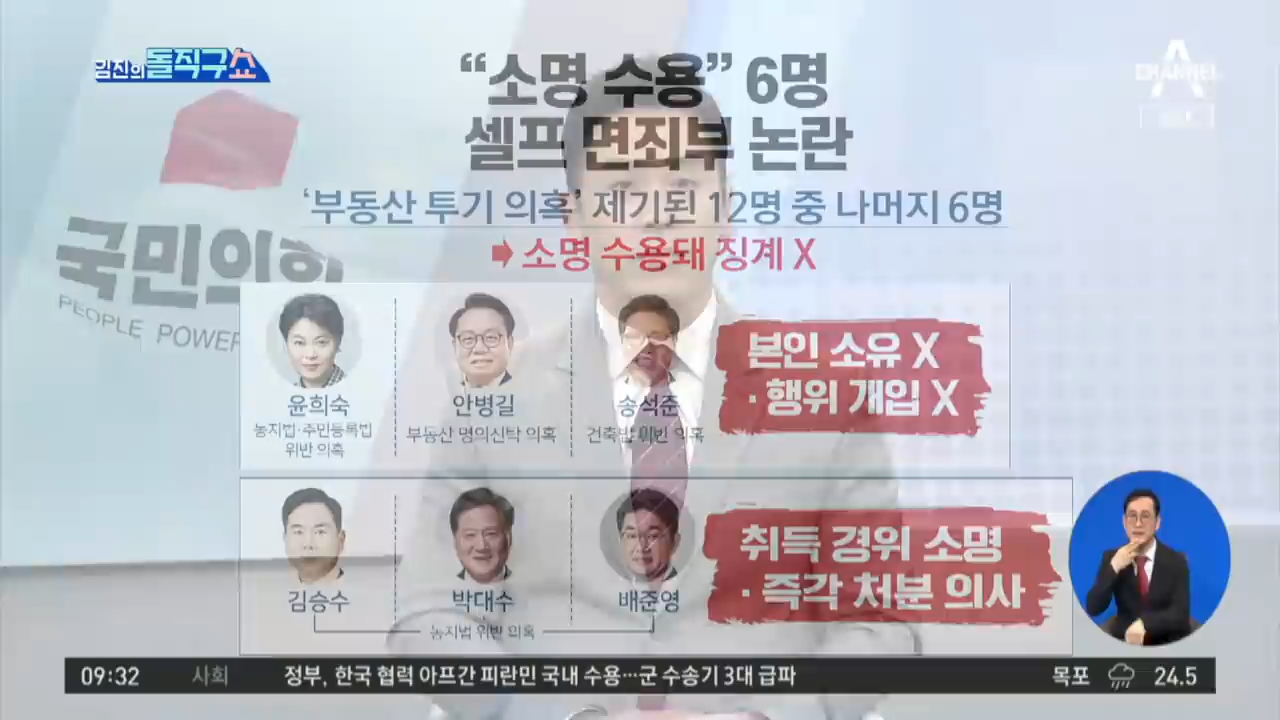 김진의 돌직구쇼
CHANNEL A
“소명 수용” 6명
셀프 면죄부 논란
‘부동산 투기 의혹’ 제기된 12명 중 나머지 6명
➡ 소명 수용돼 징계 X
국민의히
PEOPLE POWER
윤희숙
농지법·주민등록법
위반 의혹
안병길
부동산 명의신탁 의혹
송석준
건축법 위반 의혹
본인 소유 X
· 행위 개입 X
김승수
박대수
배준영
농지법 위반 의혹
취득 경위 소명
· 즉각 처분 의사
09:32 사회 정부, 한국 협력 아프간 피란민 국내 수용…군 수송기 3대 급파 목포 24.5